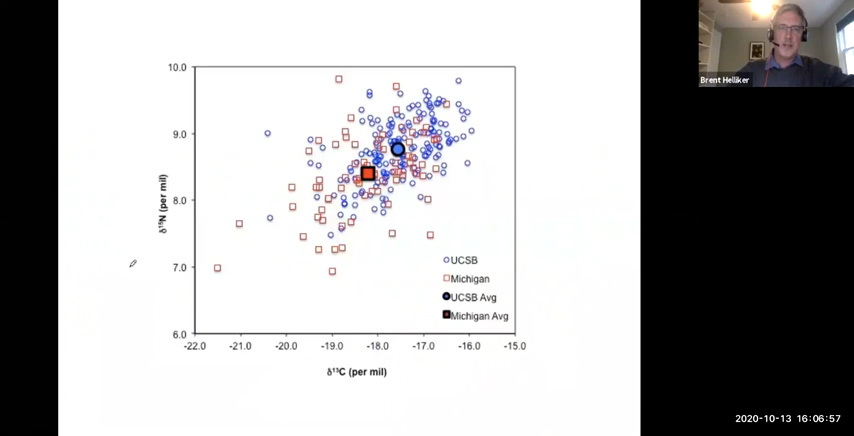 Brent Helliker
10.0
9.0
8.0
7.0
6.0
δ¹⁵N (per mil)
-22.0 -21.0 -20.0 -19.0 -18.0 -17.0 -16.0 -15.0
δ¹³C (per mil)
UCSB
Michigan
UCSB Avg
Michigan Avg
2020-10-13 16:06:57